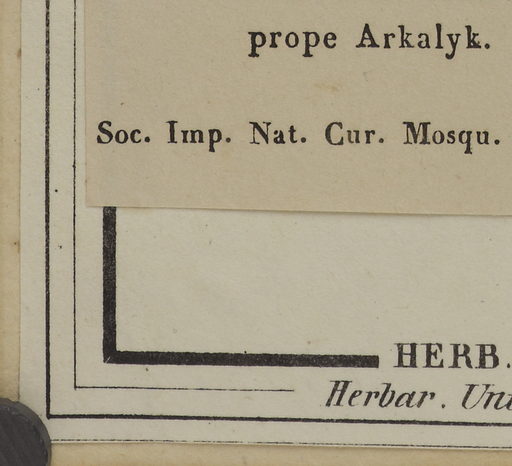 prope Arkalyk.
Soc. Imp. Nat. Cur. Mosqu.
HERB.
Herbar.